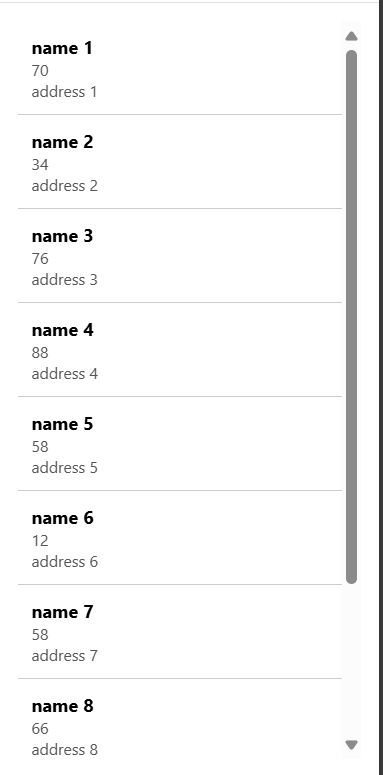 name 1
70
address 1
name 2
34
address 2
name 3
76
address 3
name 4
88
address 4
name 5
58
address 5
name 6
12
address 6
name 7
58
address 7
name 8
66
address 8